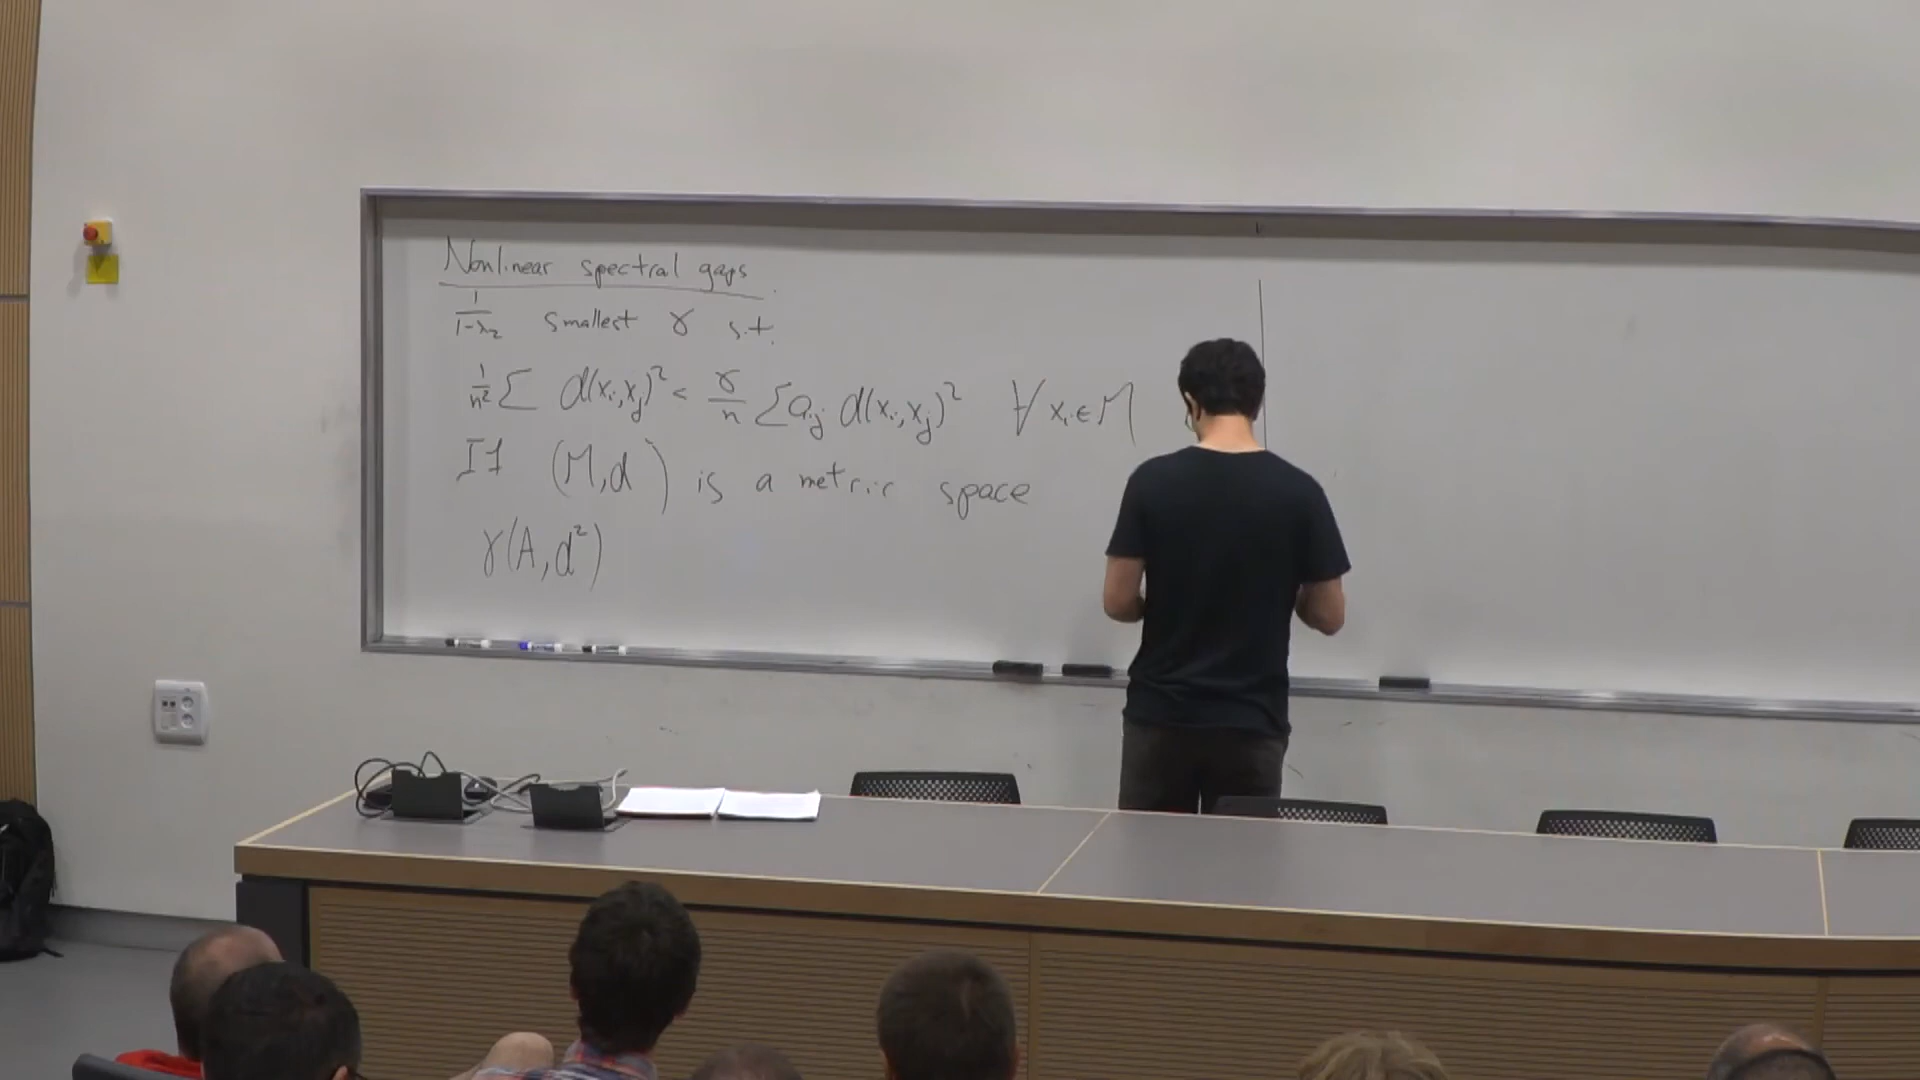 Nonlinear spectral gaps
1/(1-λ₂) smallest γ s.t.
1/n² Σ d(xᵢ,xⱼ)² ≤ γ/n Σ aᵢⱼ d(xᵢ,xⱼ)² ∀ xᵢ ∈ M
If (M,d) is a metric space
γ(A,d²)